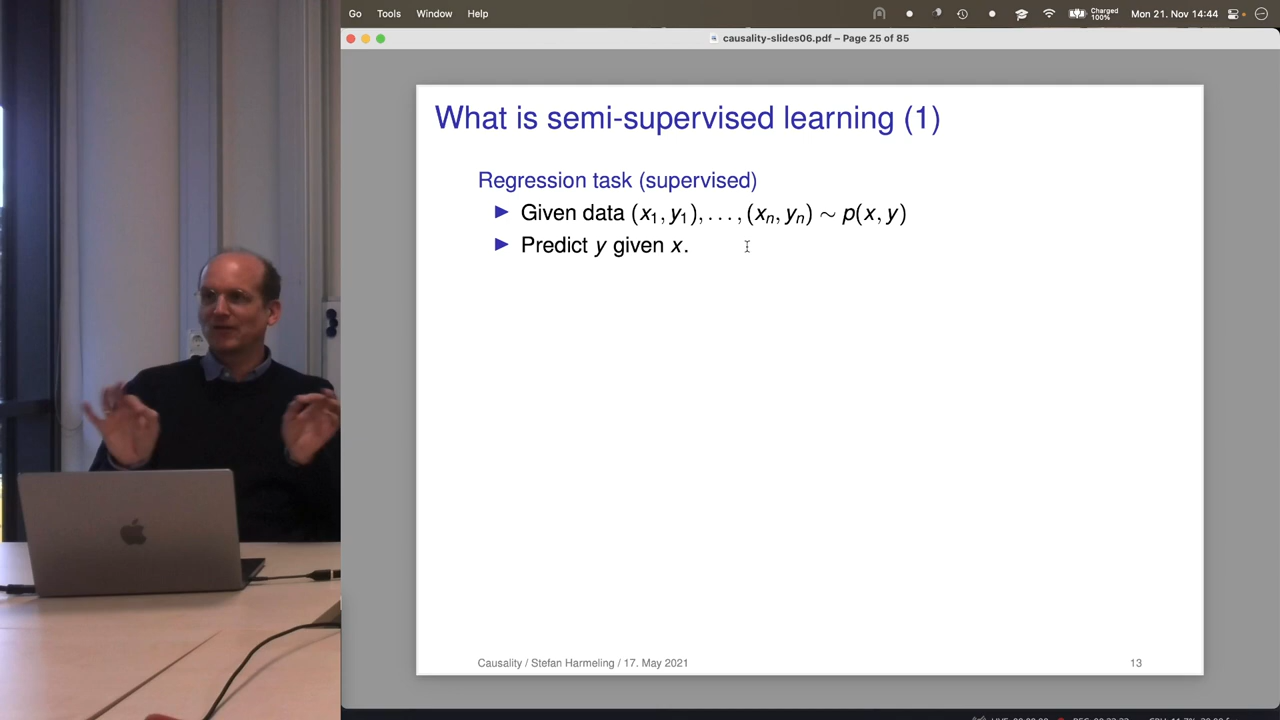 Go Tools Window Help
Charged
100%
Mon 21. Nov 14:44
causality-slides06.pdf – Page 25 of 85
What is semi-supervised learning (1)
Regression task (supervised)
▶ Given data (x₁, y₁), . . . , (xₙ, yₙ) ∼ p(x, y)
▶ Predict y given x.
Causality / Stefan Harmeling / 17. May 2021
13